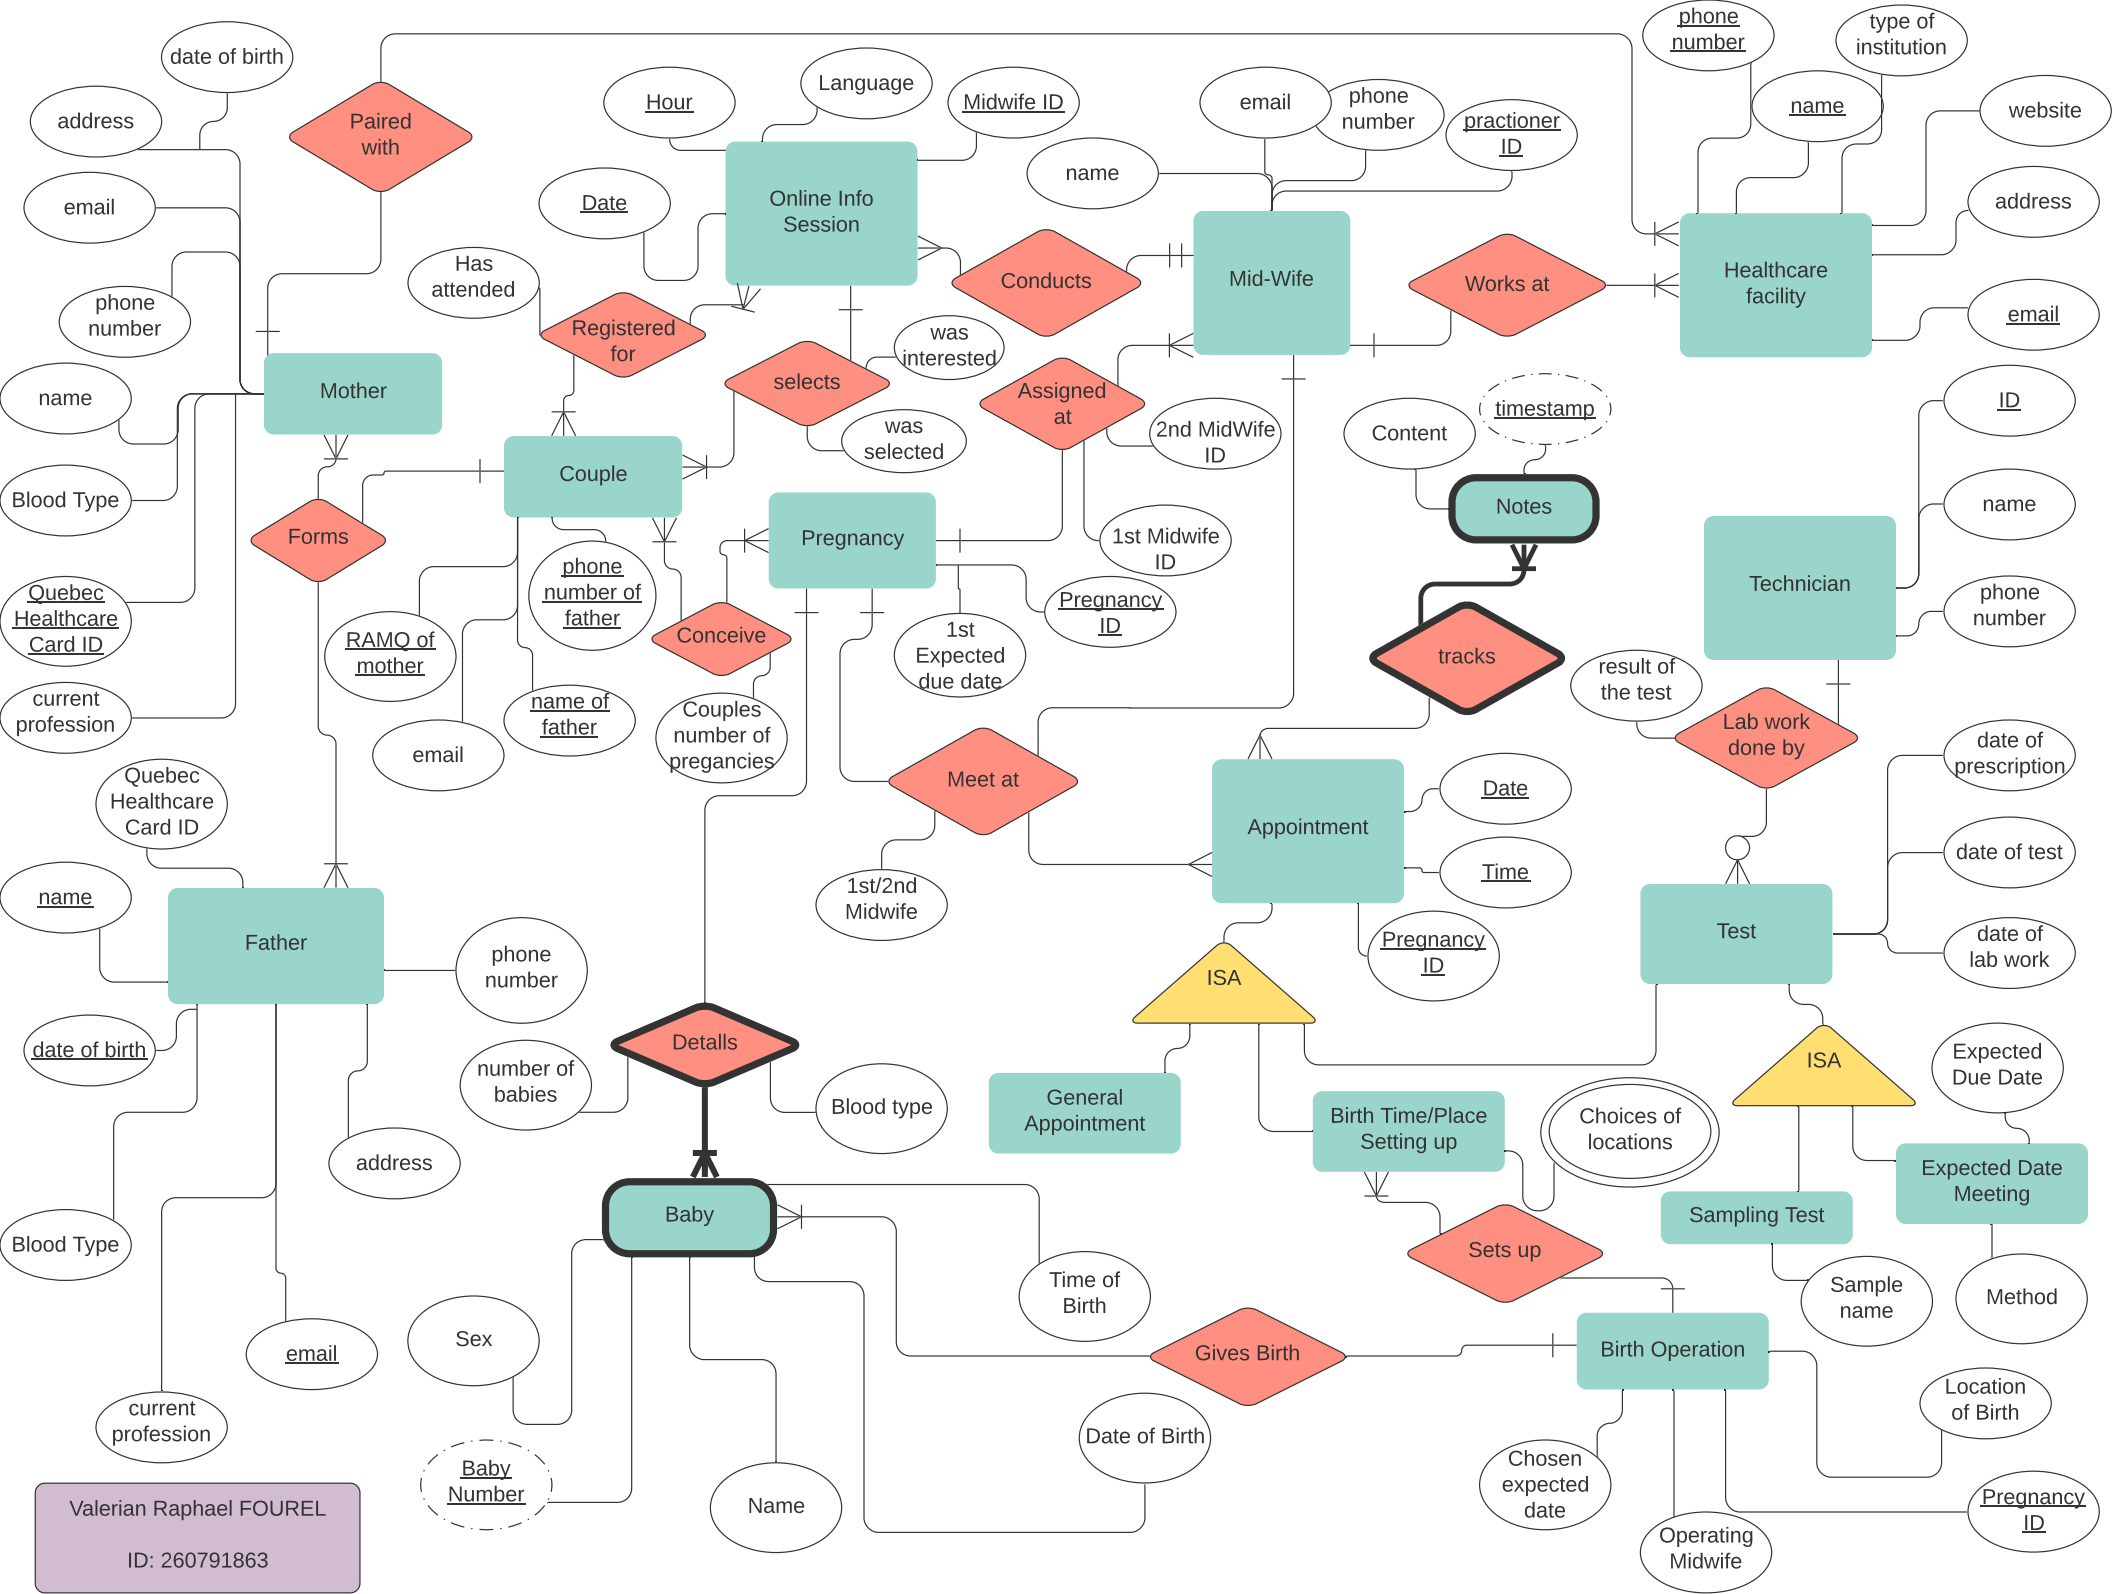 phone
number
type of
institution
date of birth
Language
Hour
Midwife ID
email
phone
number
name
practioner
ID
website
address
Paired
with
name
email
Date
Online Info
Session
address
Has
attended
Conducts
Mid-Wife
Works at
Healthcare
facility
phone
number
Registered
for
was
interested
email
Mother
selects
Assigned
at
name
timestamp
ID
Content
2nd MidWife
ID
was
selected
Couple
Blood Type
Notes
name
Forms
Pregnancy
1st Midwife
ID
Technician
phone
number of
father
Quebec
Healthcare
Card ID
Pregnancy
ID
phone
number
RAMQ of
mother
Conceive
1st
Expected
due date
tracks
result of
the test
current
profession
name of
father
Couples
number of
pregancies
Lab work
done by
email
date of
prescription
Quebec
Healthcare
Card ID
Meet at
Date
Appointment
date of test
Time
name
1st/2nd
Midwife
Father
Test
date of
lab work
Pregnancy
ID
phone
number
ISA
date of birth
Detalls
ISA
Expected
Due Date
number of
babies
Blood type
General
Appointment
Birth Time/Place
Setting up
Choices of
locations
address
Expected Date
Meeting
Baby
Sampling Test
Blood Type
Sets up
Time of
Birth
Sample
name
Method
Sex
email
Gives Birth
Birth Operation
current
profession
Date of Birth
Location
of Birth
Baby
Number
Name
Chosen
expected
date
Pregnancy
ID
Operating
Midwife
Valerian Raphael FOUREL
ID: 260791863